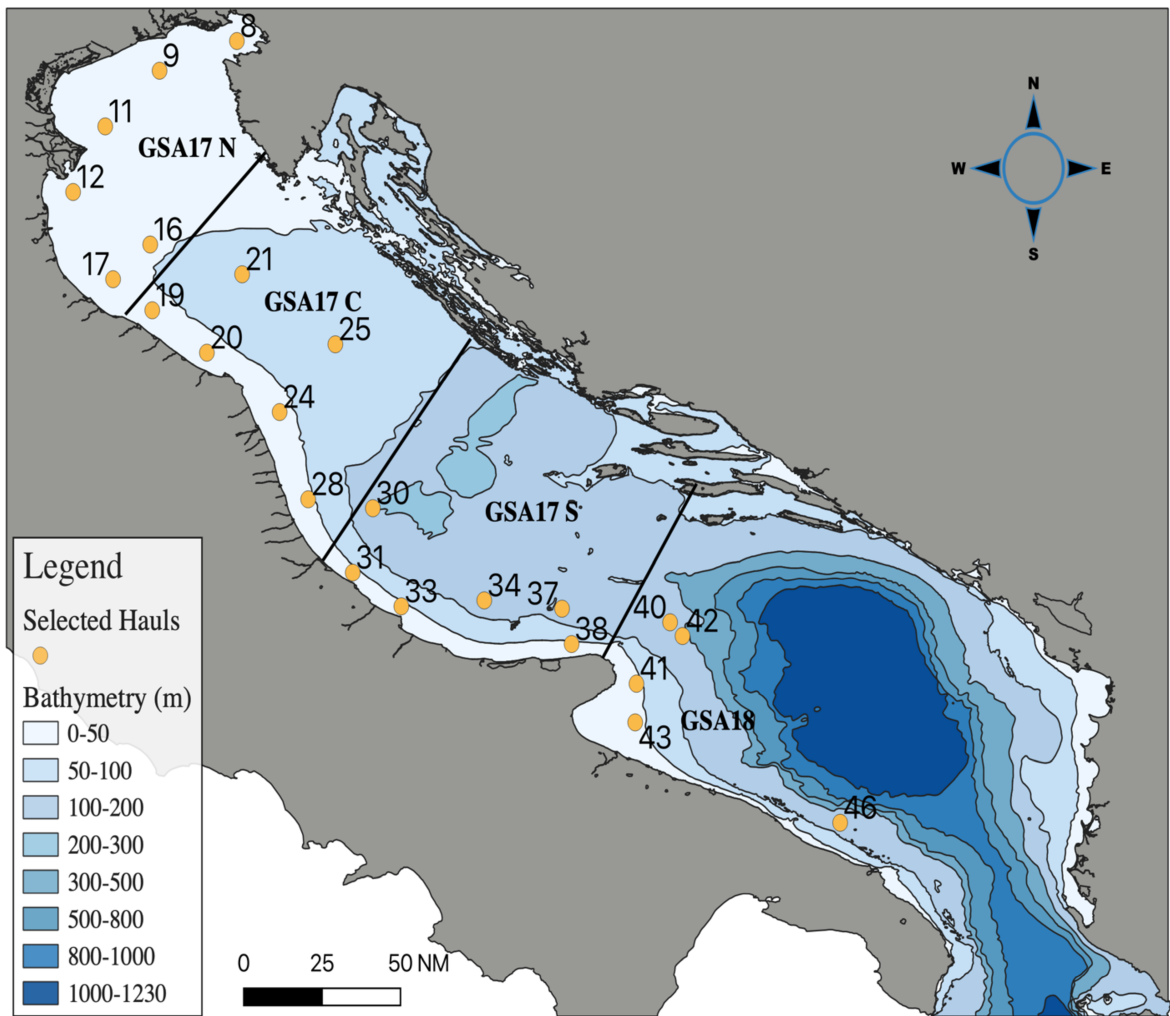 8
9
11
GSA17 N
12
16
17
19
21
GSA17 C
20
25
24
28
30
GSA17 S
31
33
34
37
38
40
42
41
GSA18
43
46
N
W
E
S
Legend
Selected Hauls
Bathymetry (m)
0-50
50-100
100-200
200-300
300-500
500-800
800-1000
1000-1230
0
25
50 NM